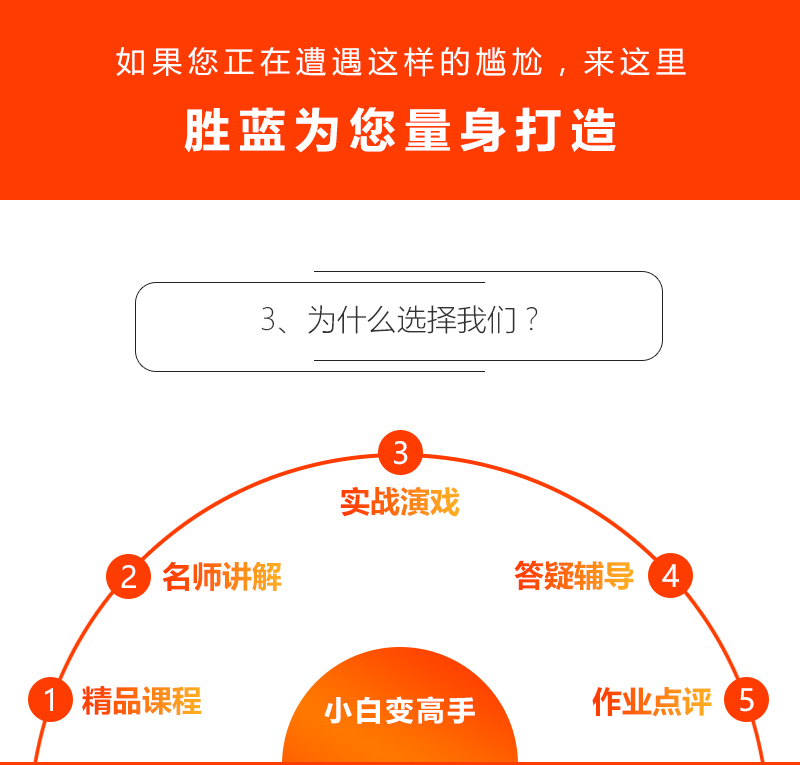 如果您正在遭遇这样的尴尬，来这里
胜蓝为您量身打造
3、为什么选择我们？
3
实战演戏
2 名师讲解
答疑辅导 4
1 精品课程
小白变高手
作业点评 5